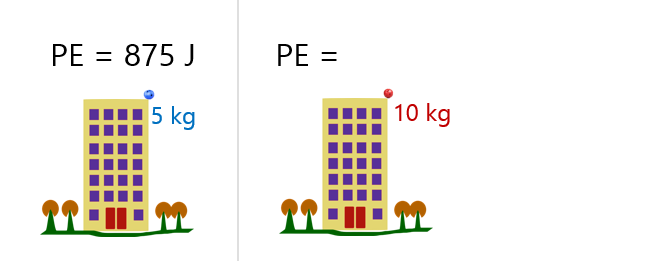 PE = 875 J
5 kg
PE =
10 kg